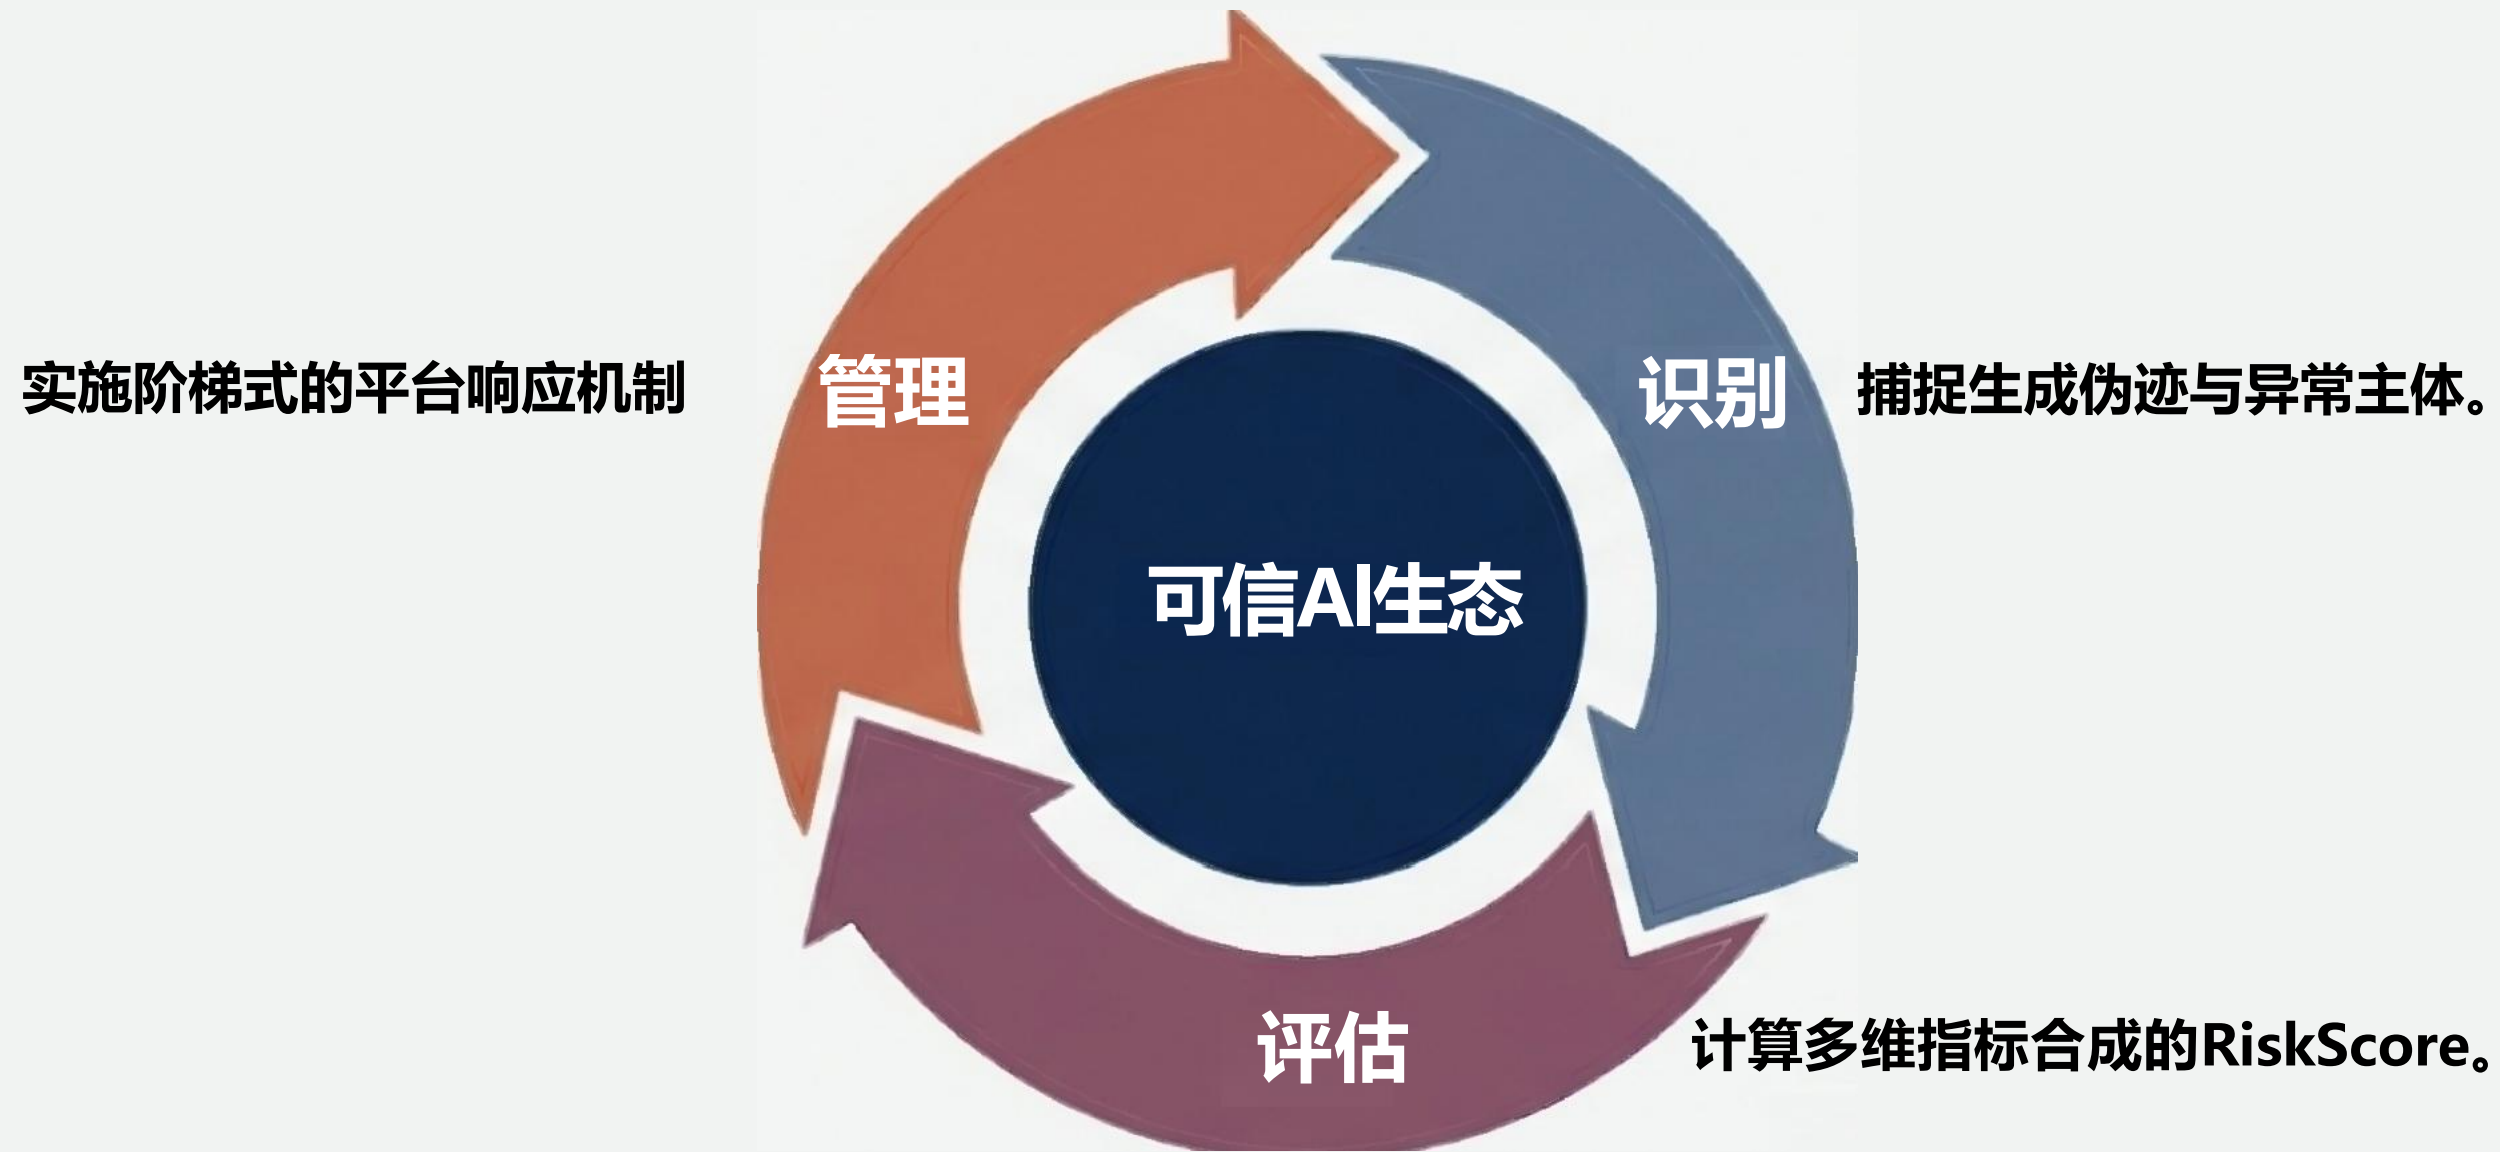 实施阶梯式的平台响应机制
管理
识别
捕捉生成痕迹与异常主体。
可信AI生态
评估
计算多维指标合成的RiskScore。